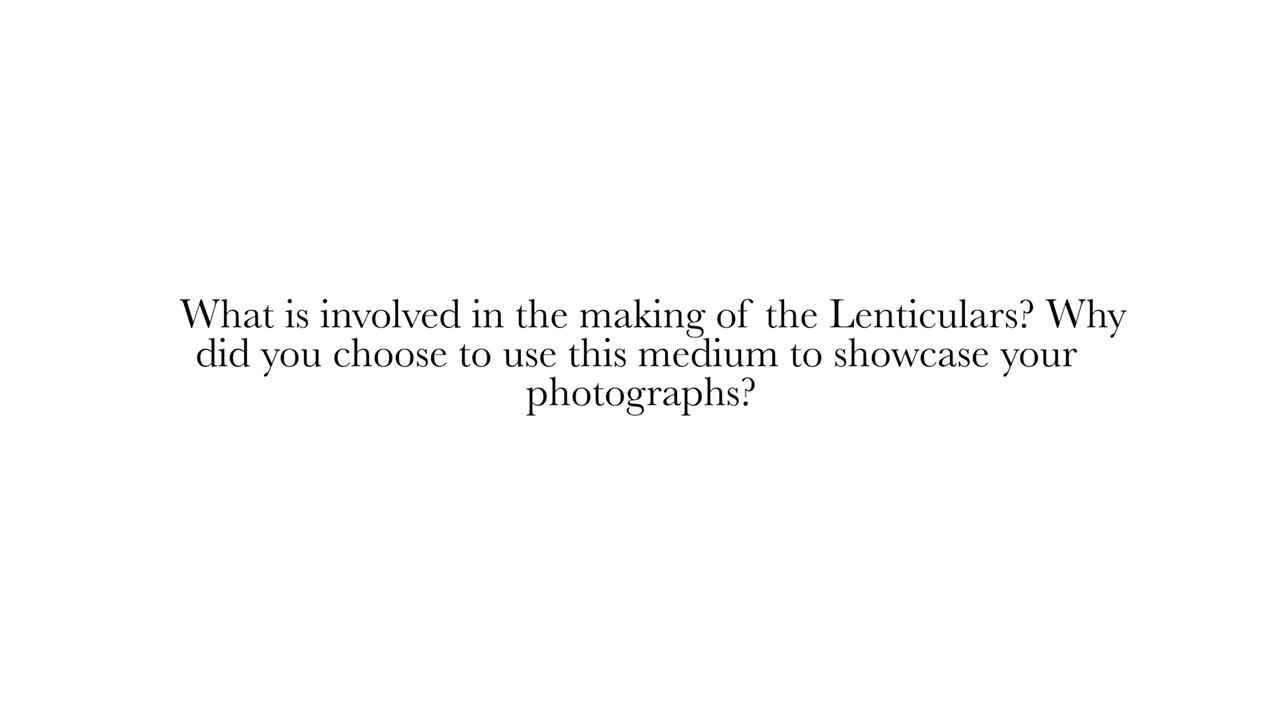 What is involved in the making of the Lenticulars? Why
did you choose to use this medium to showcase your
photographs?